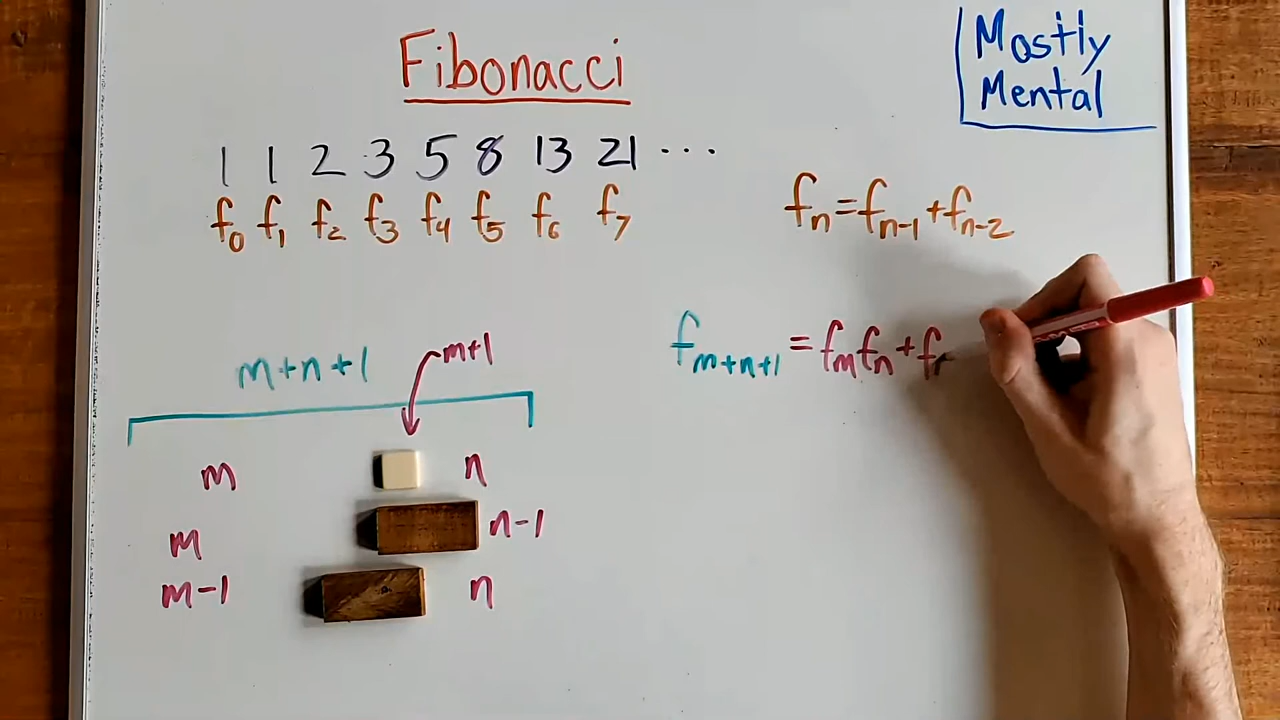 Fibonacci
Mostly
Mental
1 1 2 3 5 8 13 21 ...
f₀ f₁ f₂ f₃ f₄ f₅ f₆ f₇
fₙ=fₙ₋₁+fₙ₋₂
m+n+1
m+1
fₘ₊ₙ₊₁ = fₘfₙ+f
m n
m n-1
m-1 n